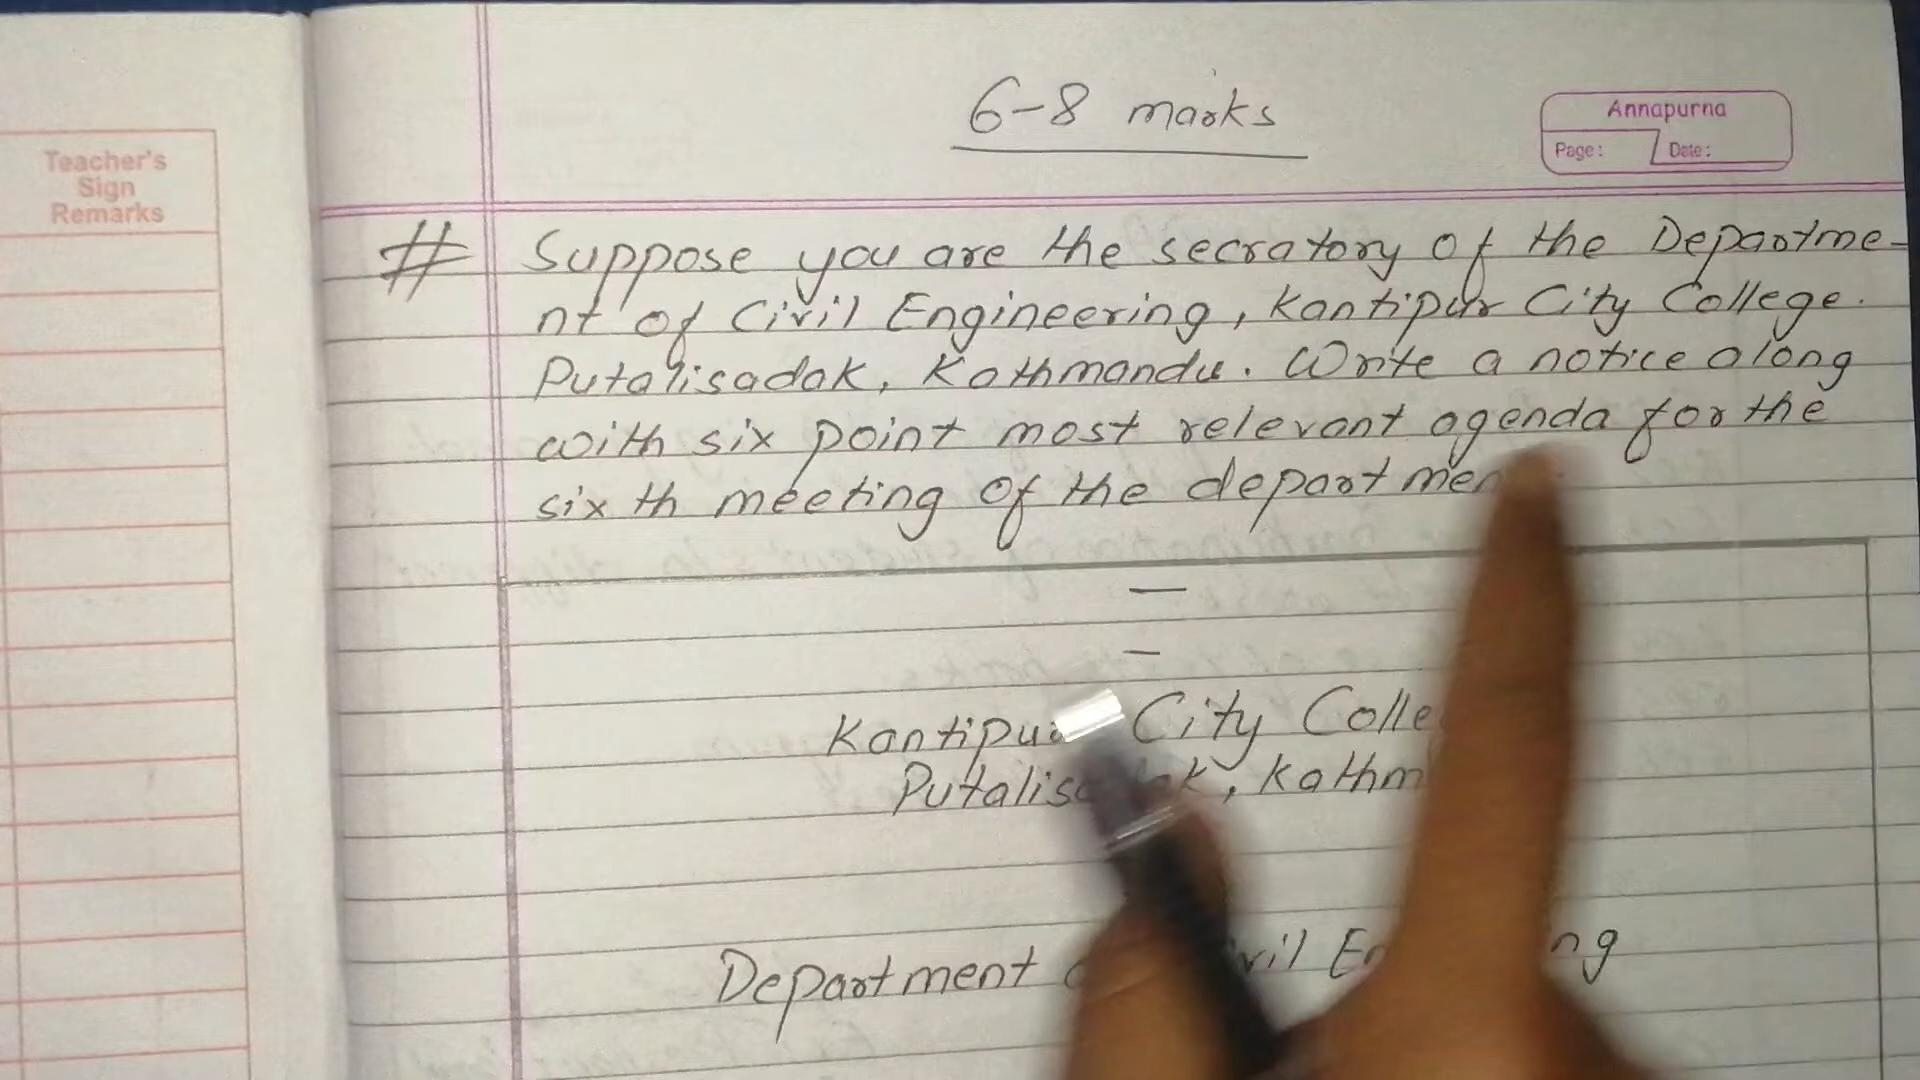 6-8 marks
Annapurna
Page: Date:
Teacher's
Sign
Remarks
# Suppose you are the secratory of the Departme-
nt of Civil Engineering, Kantipur City College.
Putalisadak, Kathmandu. Write a notice along
with six point most relevant agenda for the
six th meeting of the
Kantipur City
Kathm
Department